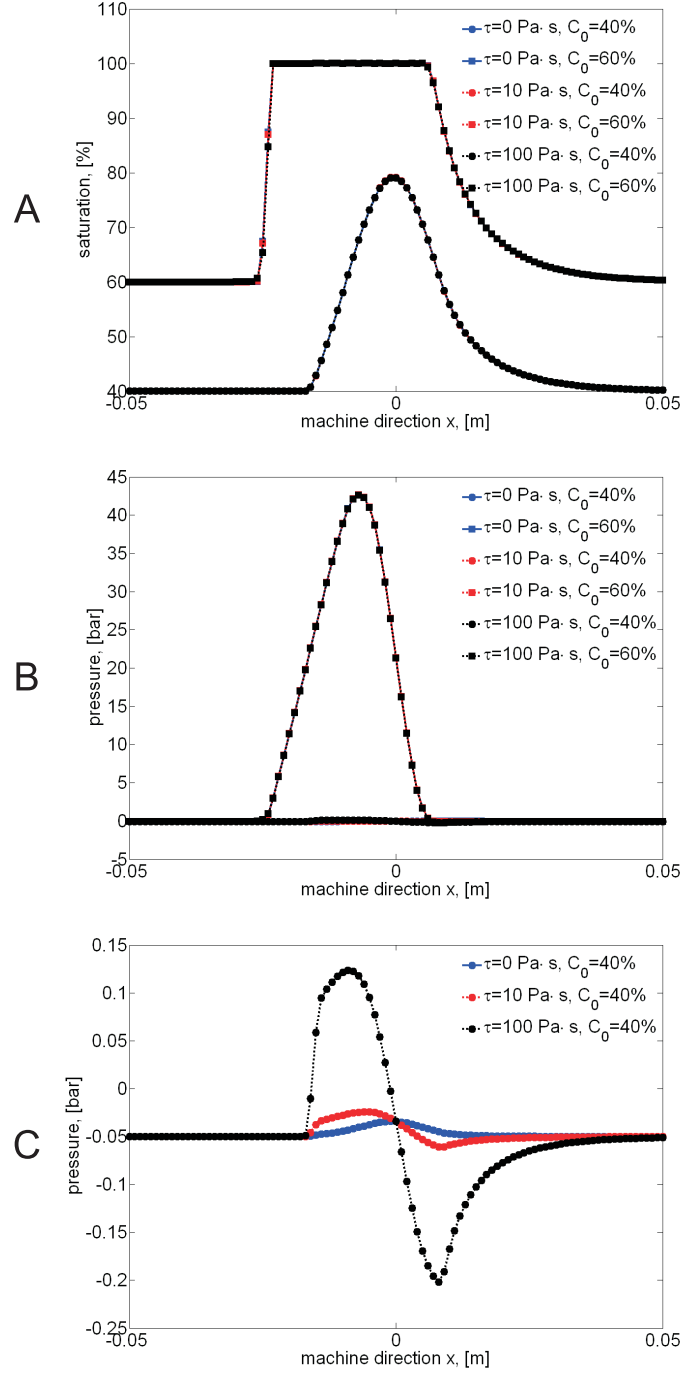 A
saturation, [%]
110
100
90
80
70
60
50
40
-0.05
0
0.05
machine direction x, [m]
τ=0 Pa· s, C0=40%
τ=0 Pa· s, C0=60%
τ=10 Pa· s, C0=40%
τ=10 Pa· s, C0=60%
τ=100 Pa· s, C0=40%
τ=100 Pa· s, C0=60%
B
pressure, [bar]
45
40
35
30
25
20
15
10
5
0
-5
-0.05
0
0.05
machine direction x, [m]
τ=0 Pa· s, C0=40%
τ=0 Pa· s, C0=60%
τ=10 Pa· s, C0=40%
τ=10 Pa· s, C0=60%
τ=100 Pa· s, C0=40%
τ=100 Pa· s, C0=60%
C
pressure, [bar]
0.15
0.1
0.05
0
-0.05
-0.1
-0.15
-0.2
-0.25
-0.05
0
0.05
machine direction x, [m]
τ=0 Pa· s, C0=40%
τ=10 Pa· s, C0=40%
τ=100 Pa· s, C0=40%